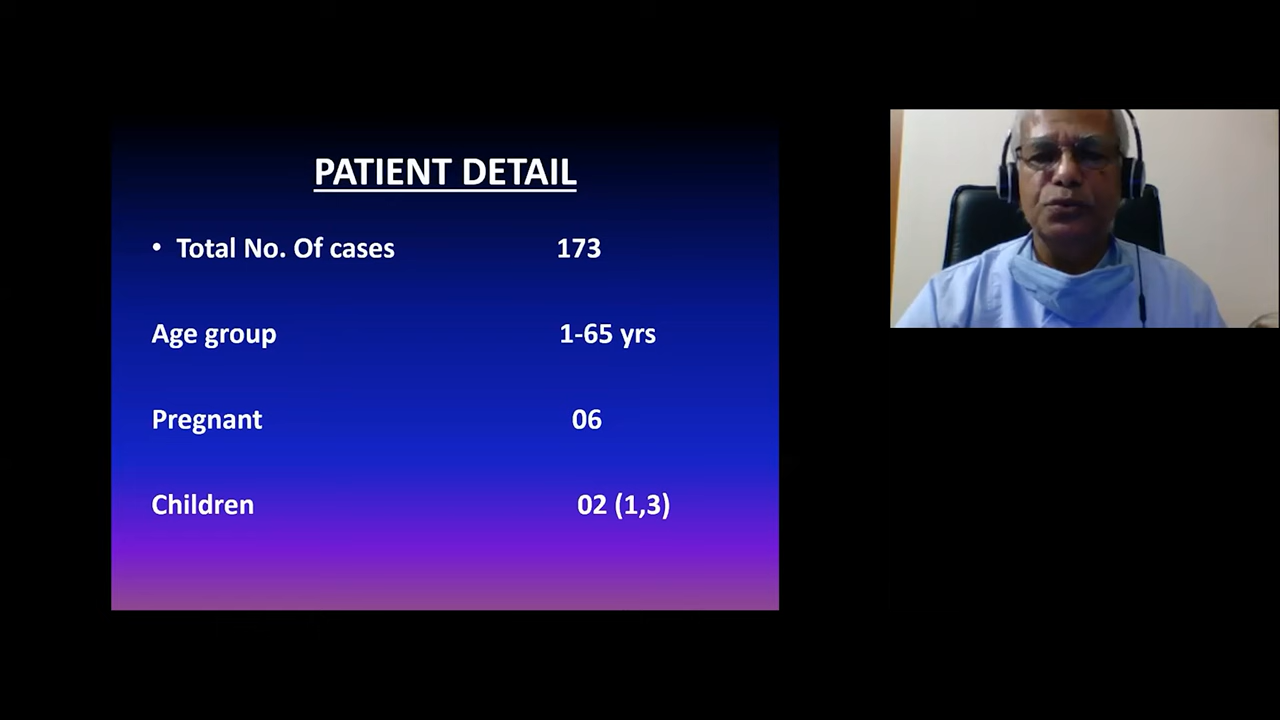 PATIENT DETAIL
• Total No. Of cases 173
Age group 1-65 yrs
Pregnant 06
Children 02 (1,3)